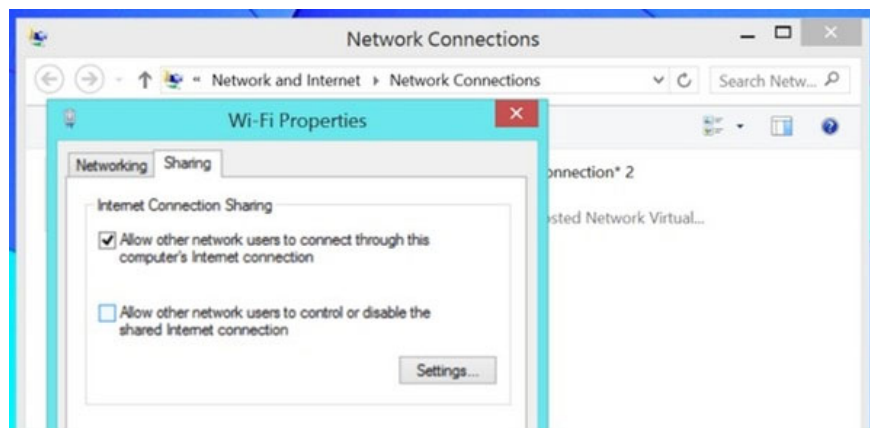 Network Connections
« Network and Internet ▸ Network Connections
Search Netw...
Wi-Fi Properties
Networking
Sharing
onnection* 2
osted Network Virtual...
Internet Connection Sharing
Allow other network users to connect through this
computer's Internet connection
Allow other network users to control or disable the
shared Internet connection
Settings...